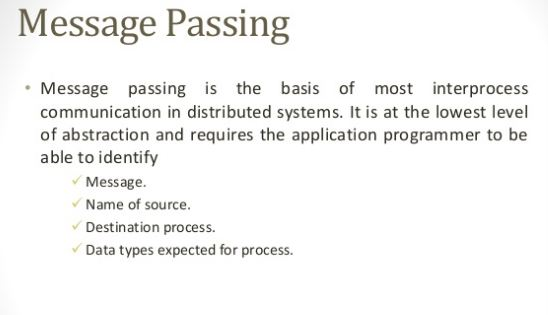 Message Passing
• Message passing is the basis of most interprocess
communication in distributed systems. It is at the lowest level
of abstraction and requires the application programmer to be
able to identify
✓ Message.
✓ Name of source.
✓ Destination process.
✓ Data types expected for process.